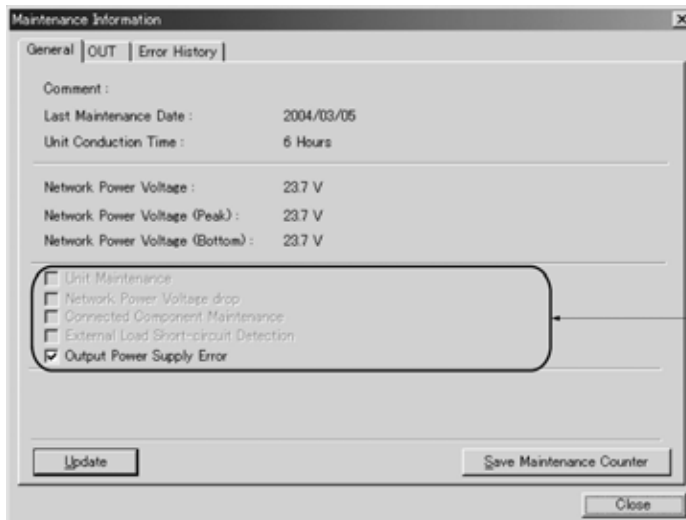 Maintenance Information
General OUT Error History
Comment :
Last Maintenance Date : 2004/03/05
Unit Conduction Time : 6 Hours
Network Power Voltage : 23.7 V
Network Power Voltage (Peak) : 23.7 V
Network Power Voltage (Bottom) : 23.7 V
Unit Maintenance
Network Power Voltage drop
Connected Component Maintenance
External Load Short-circuit Detection
Output Power Supply Error
Update Save Maintenance Counter
Close